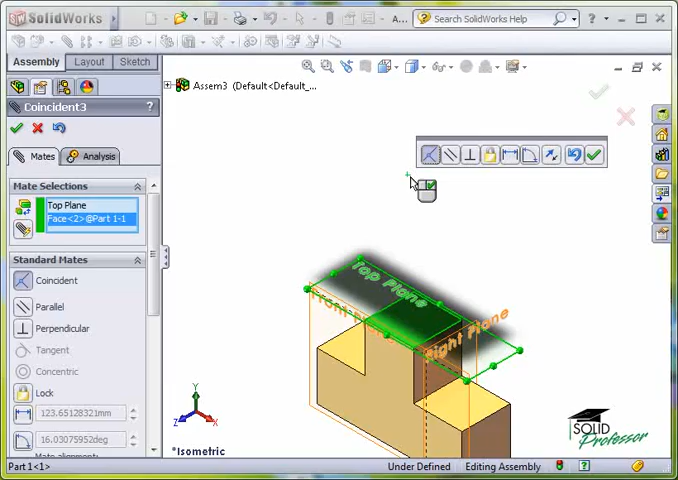 SolidWorks
A...
Search SolidWorks Help
Assembly
Layout
Sketch
Assem3 (Default<Default_...
Coincident3
?
Mates
Analysis
Mate Selections
Top Plane
Face<2>@Part 1-1
Standard Mates
Coincident
Parallel
Perpendicular
Tangent
Concentric
Lock
123.65128321mm
16.03075952deg
Mate alignment:
Top Plane
Front Plane
Right Plane
Y
Z
X
*Isometric
SOLID
Professor
Part 1<1>
Under Defined
Editing Assembly
?